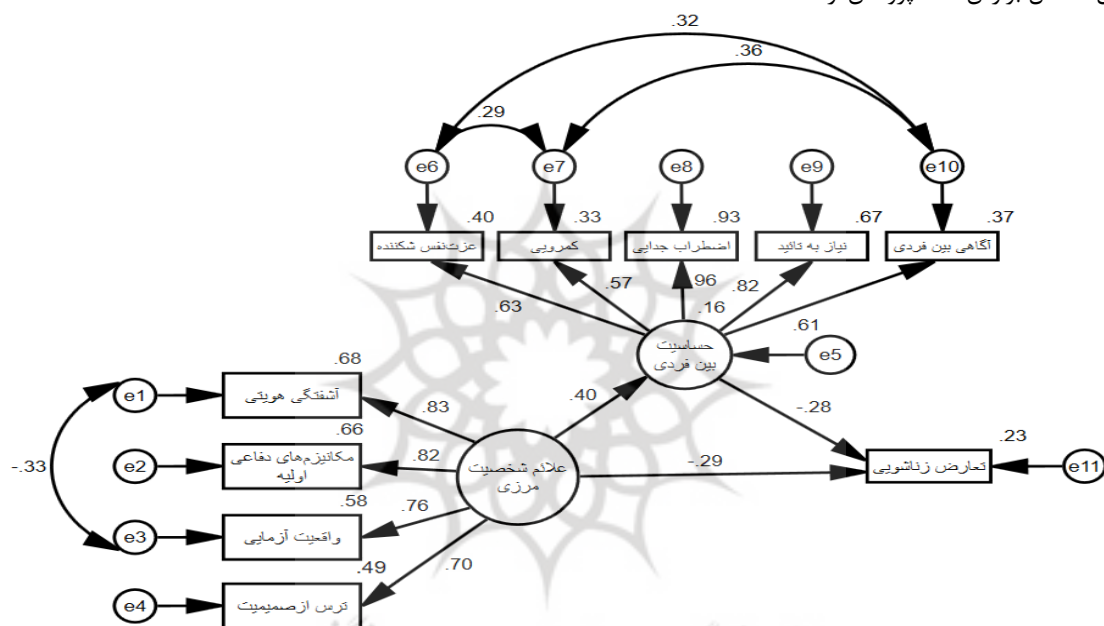 .32
.36
.29
e6
e7
e8
e9
e10
.40
.33
.93
.67
.37
عزت‌نفس شکننده
کمرویی
اضطراب جدایی
نیاز به تائید
آگاهی بین فردی
.63
.57
96
.82
.61
.16
حساسیت
بین فردی
e5
.68
e1
آشفتگی هویتی
.83
.40
-.28
.66
.23
e2
مکانیزم‌های دفاعی
اولیه
.82
علائم شخصیت
مرزی
-.29
تعارض زناشویی
e11
-.33
.58
e3
واقعیت آزمایی
.76
.49
.70
e4
ترس ازصمیمیت